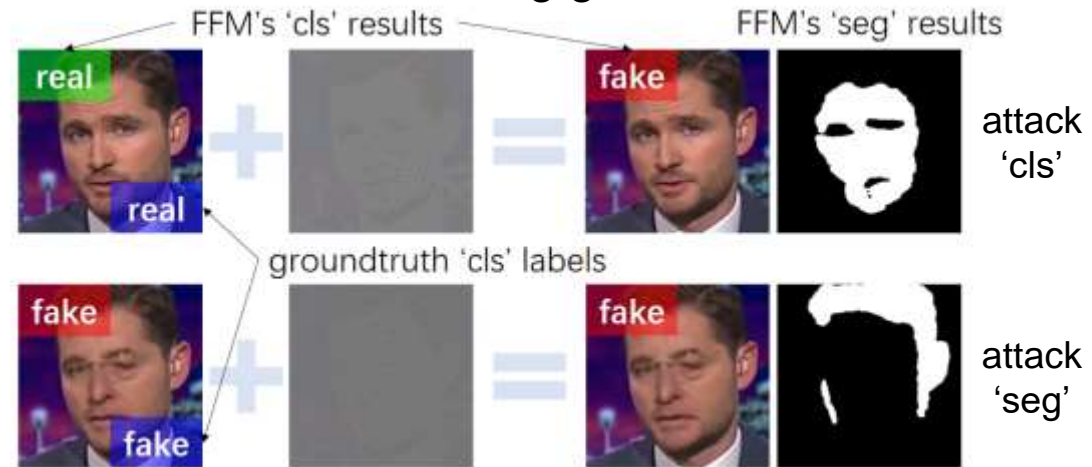 FFM's 'cls' results
FFM's 'seg' results
real
fake
real
attack
'cls'
groundtruth 'cls' labels
fake
fake
fake
attack
'seg'